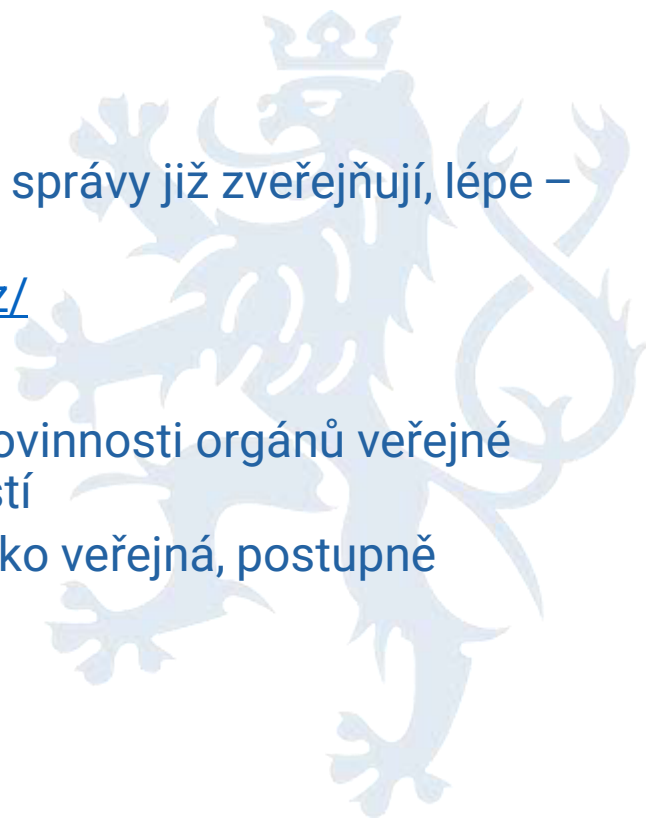 správy již zveřejňují, lépe –
z/
ovinnosti orgánů veřejné
stí
ko veřejná, postupně